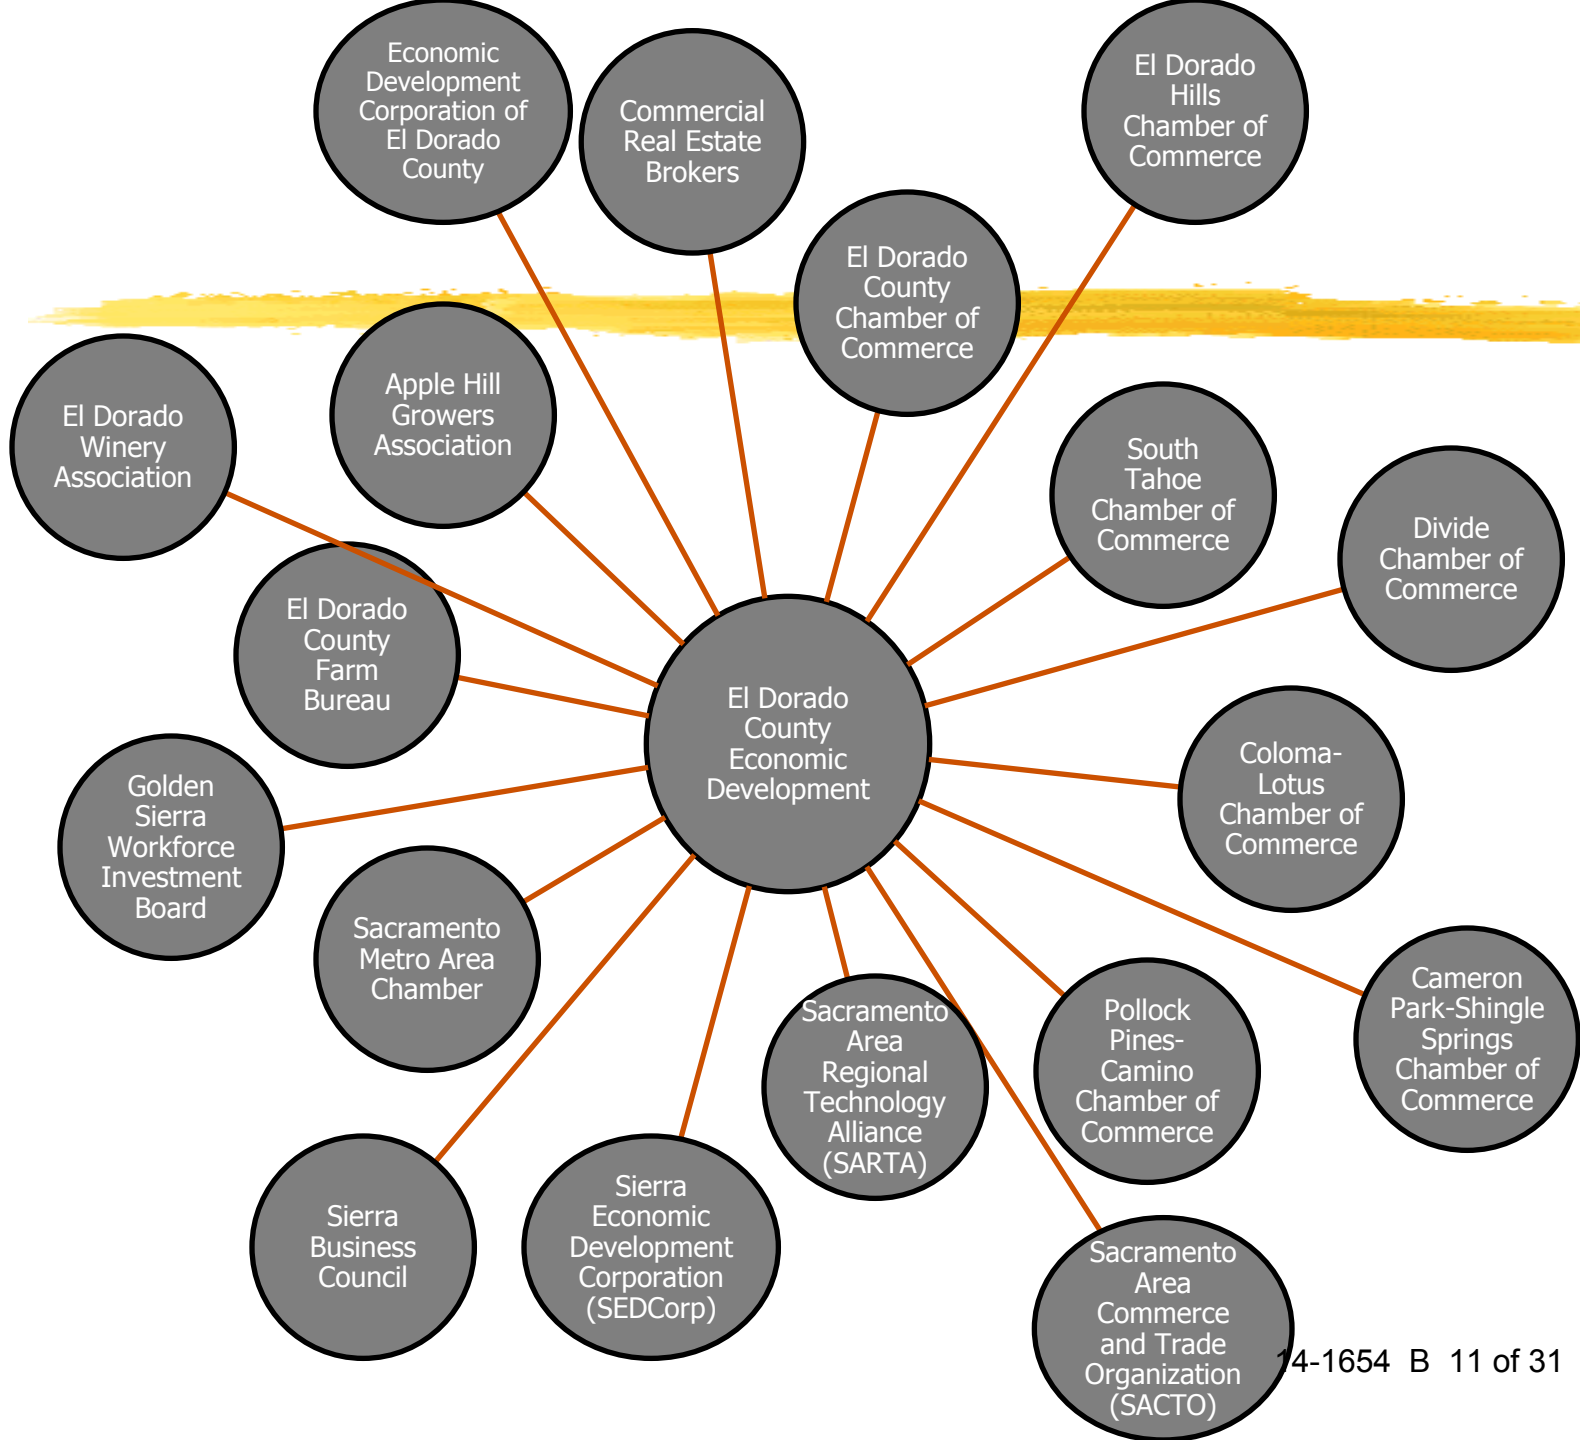 Economic
Development
Corporation of
El Dorado
County
Commercial
Real Estate
Brokers
El Dorado
Hills
Chamber of
Commerce
El Dorado
County
Chamber of
Commerce
El Dorado
Winery
Association
Apple Hill
Growers
Association
South
Tahoe
Chamber of
Commerce
Divide
Chamber of
Commerce
El Dorado
County
Farm
Bureau
El Dorado
County
Economic
Development
Coloma-
Lotus
Chamber of
Commerce
Golden
Sierra
Workforce
Investment
Board
Sacramento
Metro Area
Chamber
Sacramento
Area
Regional
Technology
Alliance
(SARTA)
Pollock
Pines-
Camino
Chamber of
Commerce
Cameron
Park-Shingle
Springs
Chamber of
Commerce
Sierra
Business
Council
Sierra
Economic
Development
Corporation
(SEDCorp)
Sacramento
Area
Commerce
and Trade
Organization
(SACTO)
14-1654 B 11 of 31